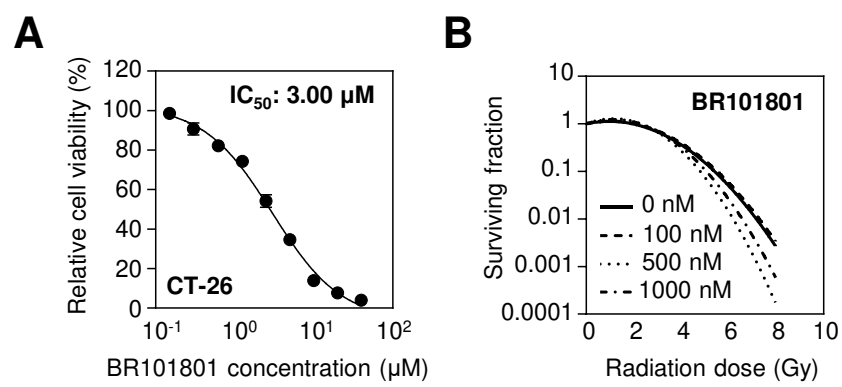 A
Relative cell viability (%)
120
100
80
60
40
20
0
IC50: 3.00 µM
CT-26
10-1
100
101
102
BR101801 concentration (µM)
B
Surviving fraction
10
1
0.1
0.01
0.001
0.0001
BR101801
0 nM
100 nM
500 nM
1000 nM
0
2
4
6
8
10
Radiation dose (Gy)